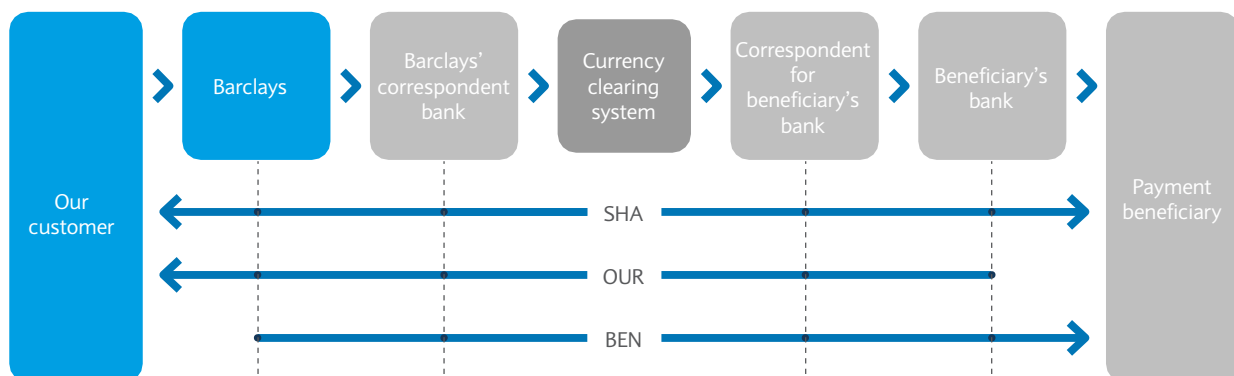 Our
customer
Barclays
Barclays’
correspondent
bank
Currency
clearing
system
Correspondent
for
beneficiary’s
bank
Beneficiary’s
bank
Payment
beneficiary
SHA
OUR
BEN